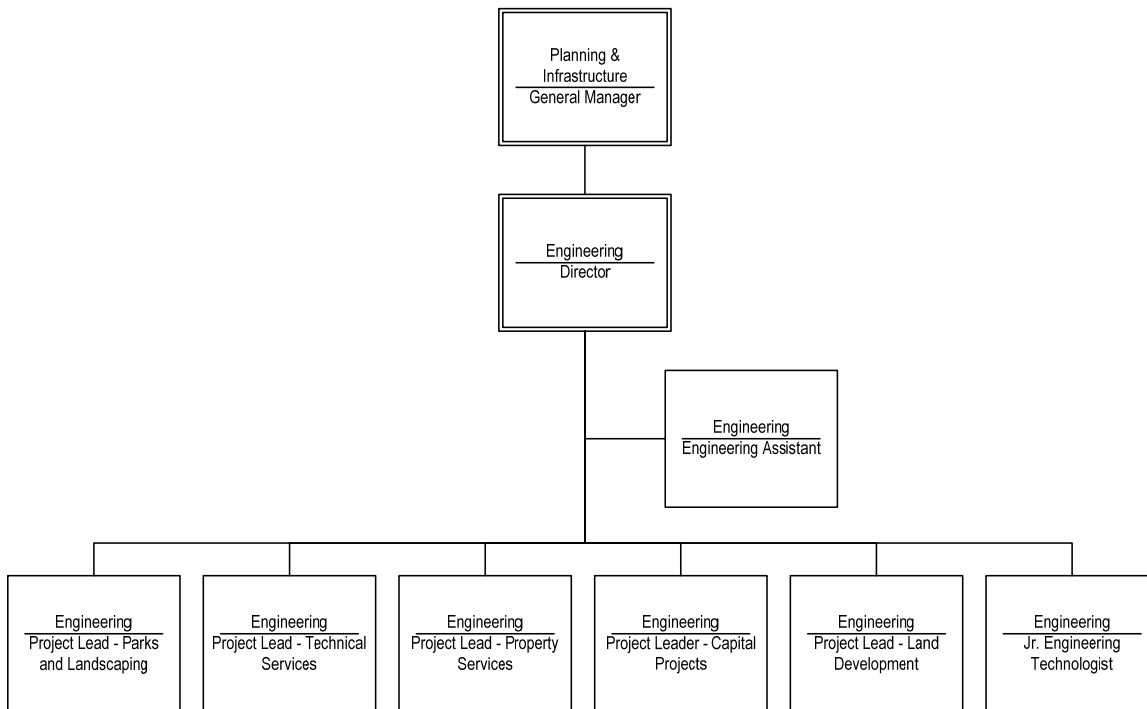 Planning &
Infrastructure
General Manager
Engineering
Director
Engineering
Engineering Assistant
Engineering
Project Lead - Parks
and Landscaping
Engineering
Project Lead - Technical
Services
Engineering
Project Lead - Property
Services
Engineering
Project Leader - Capital
Projects
Engineering
Project Lead - Land
Development
Engineering
Jr. Engineering
Technologist